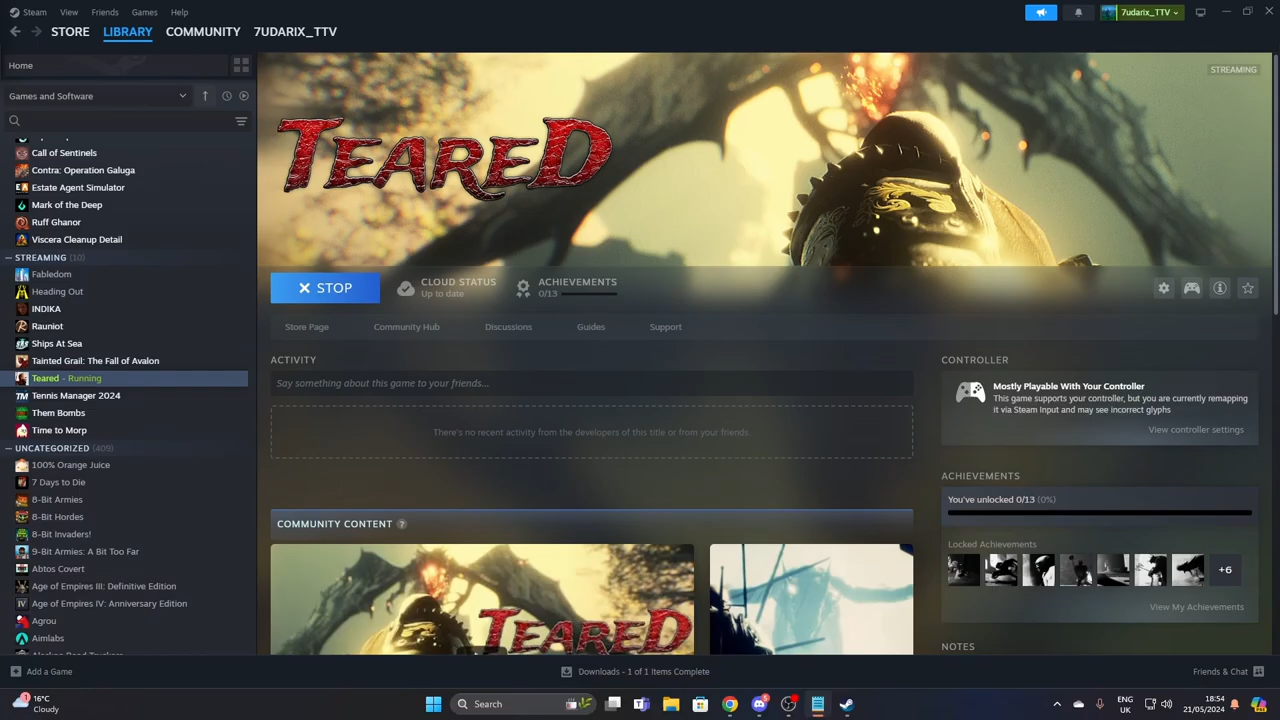 Steam View Friends Games Help
7udarix_TTV
STORE LIBRARY COMMUNITY 7UDARIX_TTV
Home
Games and Software
Call of Sentinels
Contra: Operation Galuga
Estate Agent Simulator
Mark of the Deep
Ruff Ghanor
Viscera Cleanup Detail
STREAMING (10)
Fabledom
Heading Out
INDIKA
Rauniot
Ships At Sea
Tainted Grail: The Fall of Avalon
Teared - Running
Tennis Manager 2024
Them Bombs
Time to Morp
UNCATEGORIZED (409)
100% Orange Juice
7 Days to Die
8-Bit Armies
8-Bit Hordes
8-Bit Invaders!
9-Bit Armies: A Bit Too Far
Abtos Covert
Age of Empires III: Definitive Edition
Age of Empires IV: Anniversary Edition
Agrou
Aimlabs
STREAMING
TEARED
STOP
CLOUD STATUS
Up to date
ACHIEVEMENTS
0/13
Store Page Community Hub Discussions Guides Support
ACTIVITY
Say something about this game to your friends...
There's no recent activity from the developers of this title or from your friends.
COMMUNITY CONTENT ?
TEARED
CONTROLLER
Mostly Playable With Your Controller
This game supports your controller, but you are currently remapping
it via Steam Input and may see incorrect glyphs
View controller settings
ACHIEVEMENTS
You've unlocked 0/13 (0%)
Locked Achievements
+6
View My Achievements
NOTES
Add a Game
Downloads - 1 of 1 Items Complete
Friends & Chat
16°C
Cloudy
Search
ENG
UK
18:54
21/05/2024